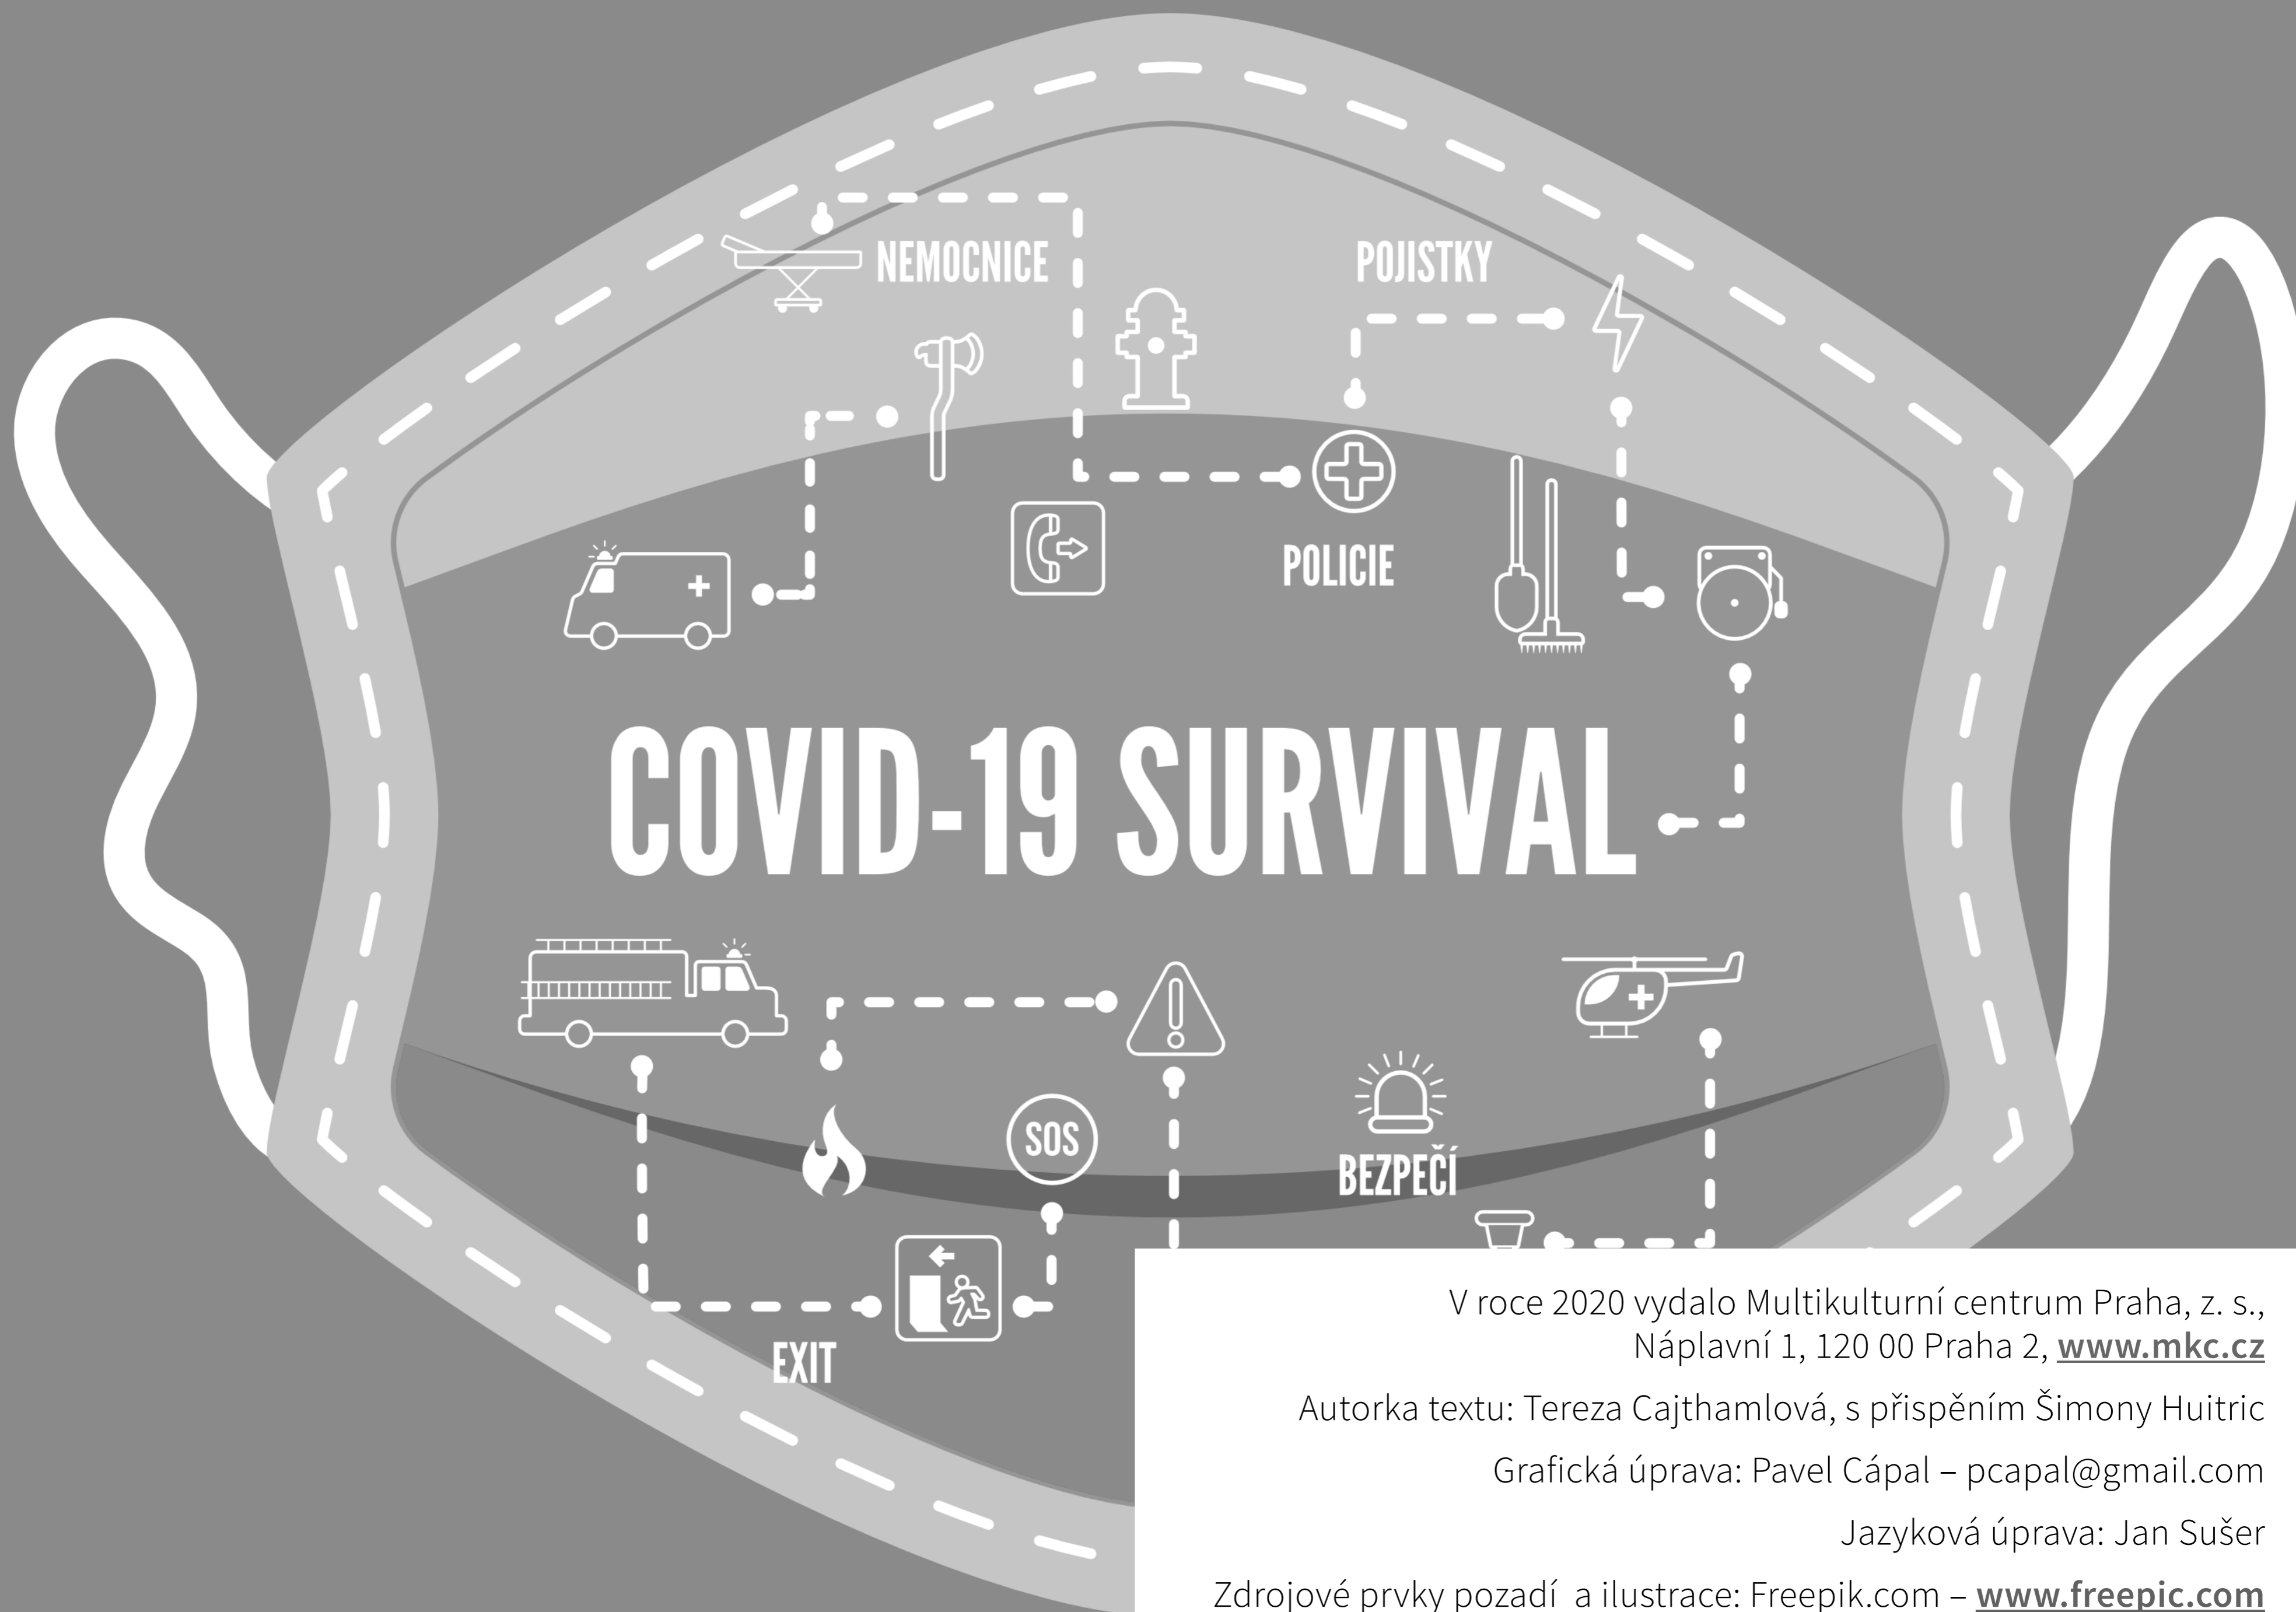 NEMOCNICE
POJISTKY
POLICIE
COVID-19 SURVIVAL
SOS
BEZPEČÍ
EXIT
V roce 2020 vydalo Multikulturní centrum Praha, z. s.,
Náplavní 1, 120 00 Praha 2, www.mkc.cz
Autorka textu: Tereza Cajthamlová, s přispěním Šimony Huitric
Grafická úprava: Pavel Cápal – pcapal@gmail.com
Jazyková úprava: Jan Sušer
Zdrojové prvky pozadí a ilustrace: Freepik.com – www.freepic.com